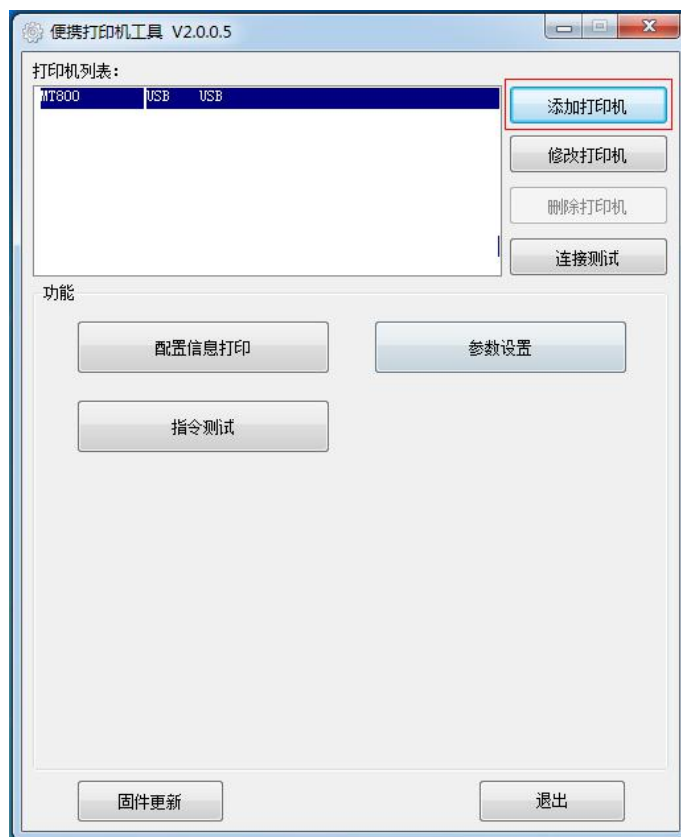 便携打印机工具 V2.0.0.5
打印机列表：
MT800 USB USB
添加打印机
修改打印机
删除打印机
连接测试
功能
配置信息打印
参数设置
指令测试
固件更新
退出